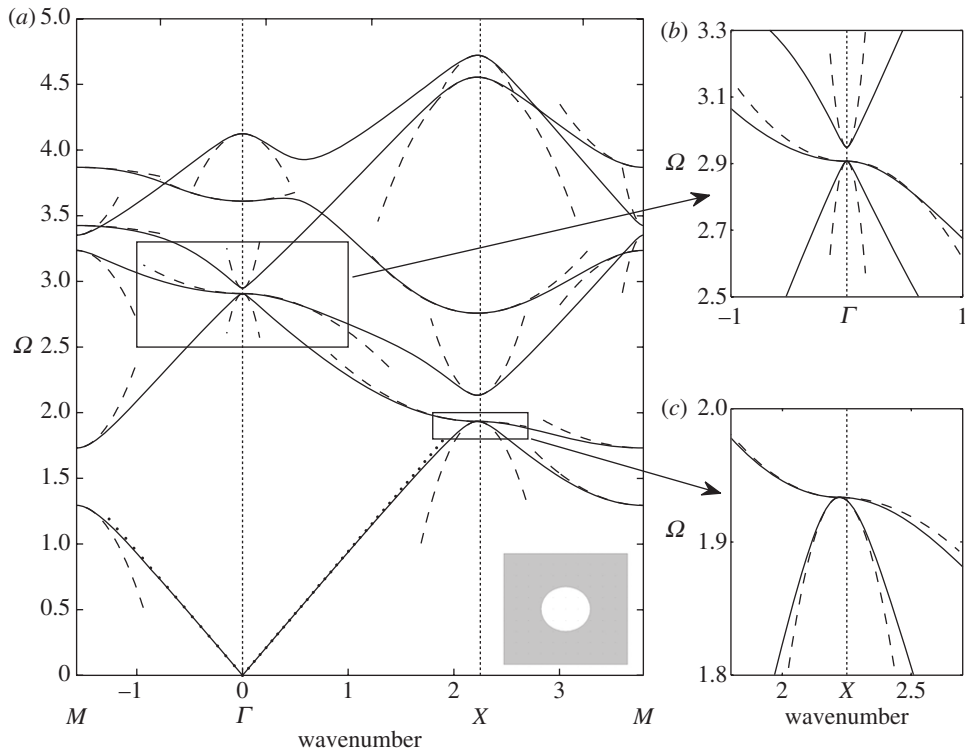 (a)
5.0
4.5
4.0
3.5
3.0
Ω 2.5
2.0
1.5
1.0
0.5
0
–1 0 1 2 3
M Γ X M
wavenumber
(b)
3.3
3.1
Ω 2.9
2.7
2.5
–1 Γ 1
(c)
2.0
Ω 1.9
1.8
2 X 2.5
wavenumber